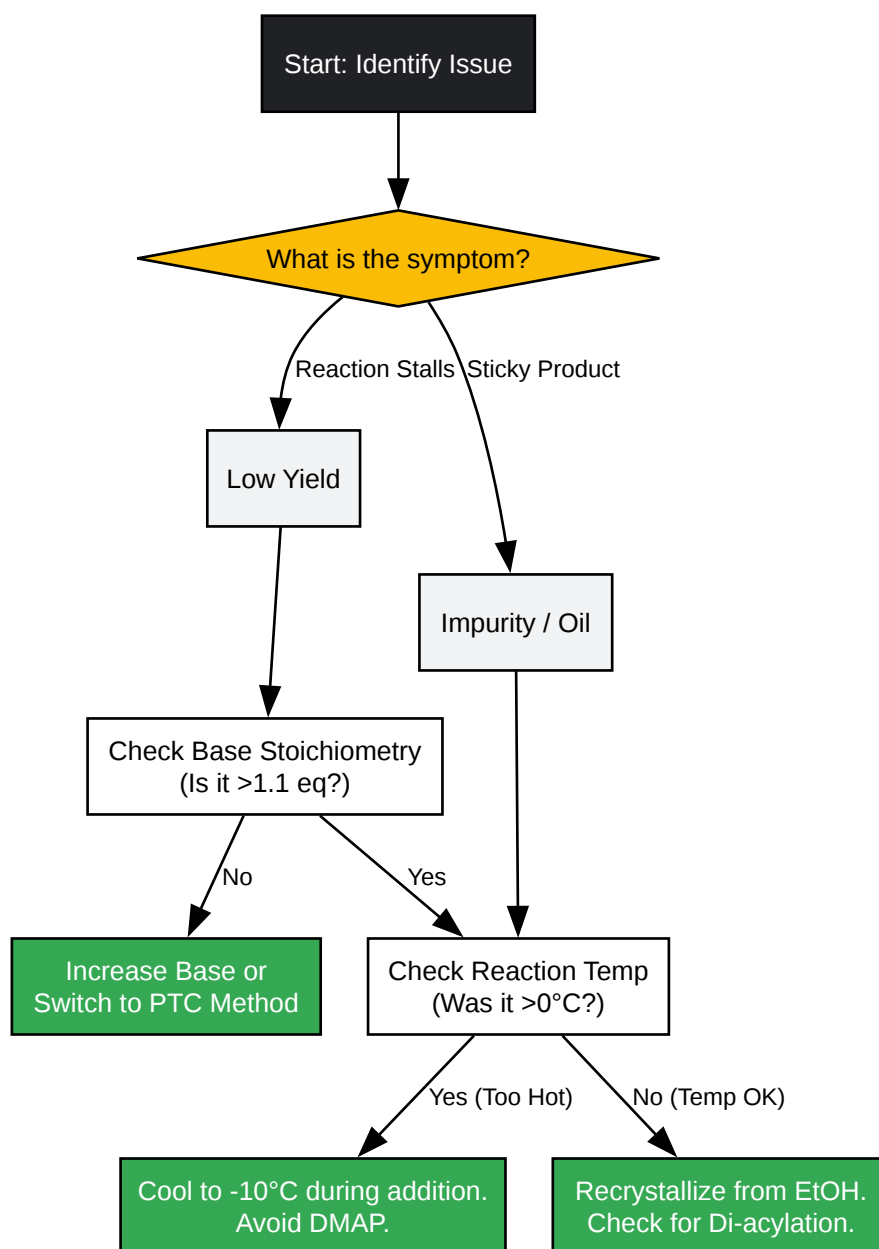 Start: Identify Issue
What is the symptom?
Reaction Stalls
Sticky Product
Low Yield
Impurity / Oil
Check Base Stoichiometry
(Is it >1.1 eq?)
No
Yes
Increase Base or
Switch to PTC Method
Check Reaction Temp
(Was it >0°C?)
Yes (Too Hot)
No (Temp OK)
Cool to -10°C during addition.
Avoid DMAP.
Recrystallize from EtOH.
Check for Di-acylation.